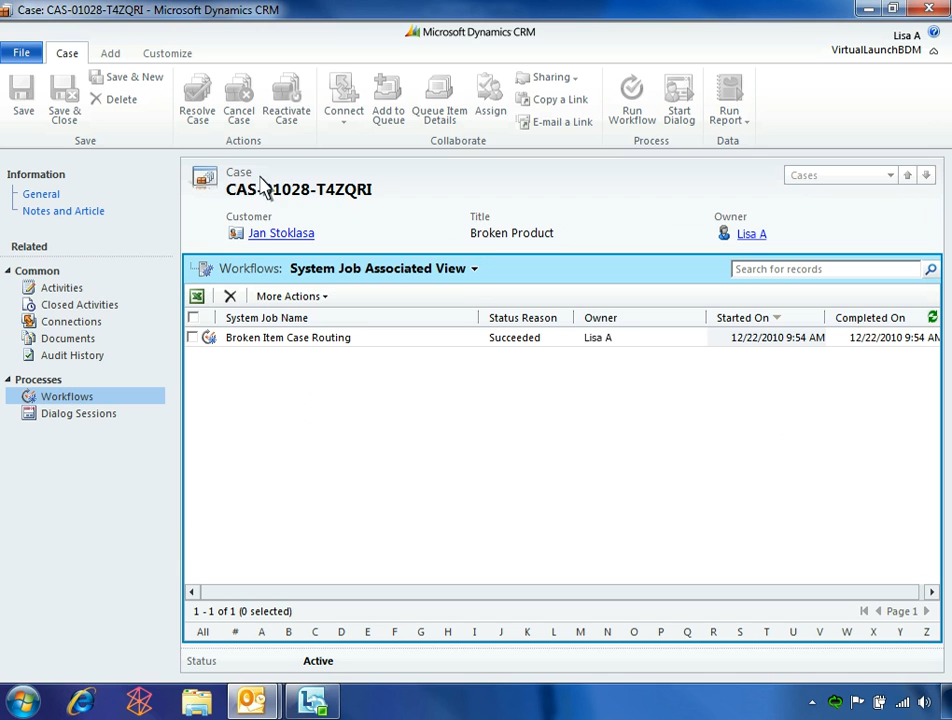 Case: CAS-01028-T4ZQRI - Microsoft Dynamics CRM
Microsoft Dynamics CRM
Lisa A
VirtualLaunchBDM
File Case Add Customize
Save
Save & Close
Save & New
Delete
Resolve Case
Cancel Case
Reactivate Case
Connect
Add to Queue
Queue Item Details
Assign
Sharing
Copy a Link
E-mail a Link
Run Workflow
Start Dialog
Run Report
Save Actions Collaborate Process Data
Information
General
Notes and Article
Related
Common
Activities
Closed Activities
Connections
Documents
Audit History
Processes
Workflows
Dialog Sessions
Case
CAS-01028-T4ZQRI
Cases
Customer Title Owner
Jan Stoklasa Broken Product Lisa A
Workflows: System Job Associated View
Search for records
More Actions
System Job Name Status Reason Owner Started On Completed On
Broken Item Case Routing Succeeded Lisa A 12/22/2010 9:54 AM 12/22/2010 9:54 AM
1 - 1 of 1 (0 selected)
Page 1
All # A B C D E F G H I J K L M N O P Q R S T U V W X Y Z
Status Active